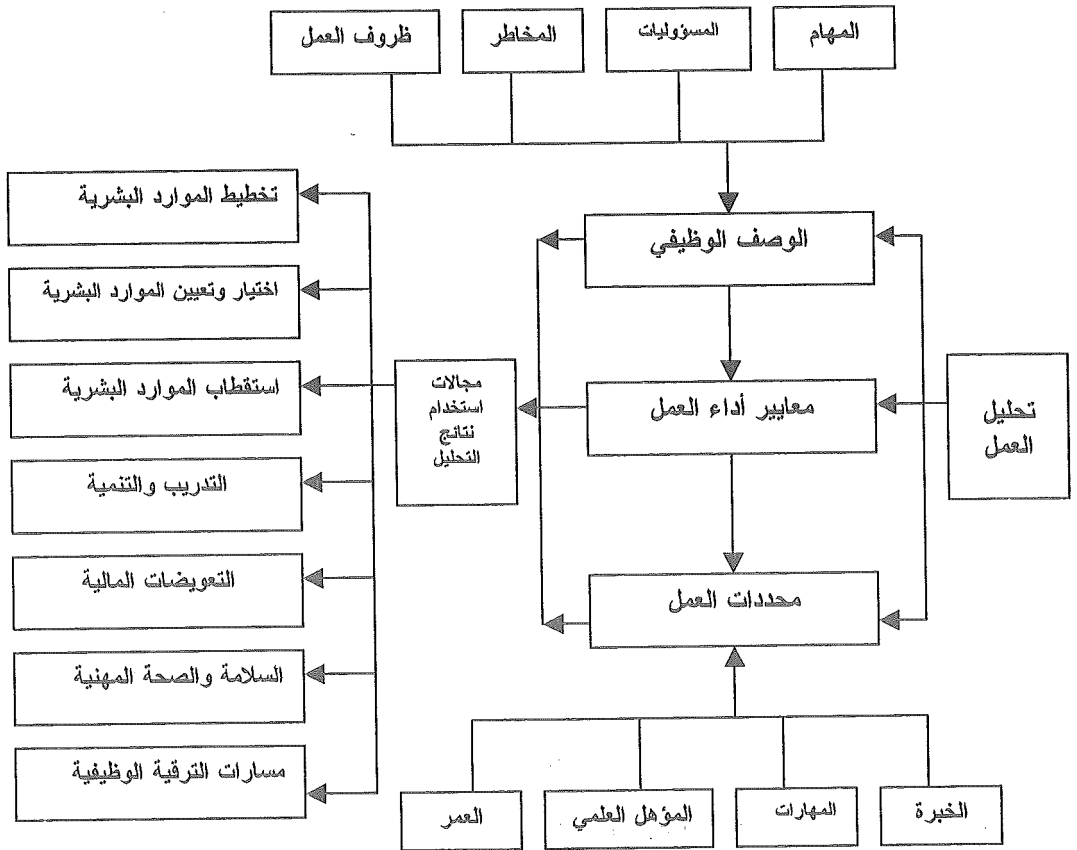 المهام
المسؤوليات
المخاطر
ظروف العمل
الوصف الوظيفي
معايير أداء العمل
محددات العمل
تحليل
العمل
مجالات
استخدام
نتائج
التحليل
تخطيط الموارد البشرية
اختيار وتعيين الموارد البشرية
استقطاب الموارد البشرية
التدريب والتنمية
التعويضات المالية
السلامة والصحة المهنية
مسارات الترقية الوظيفية
الخبرة
المهارات
المؤهل العلمي
العمر